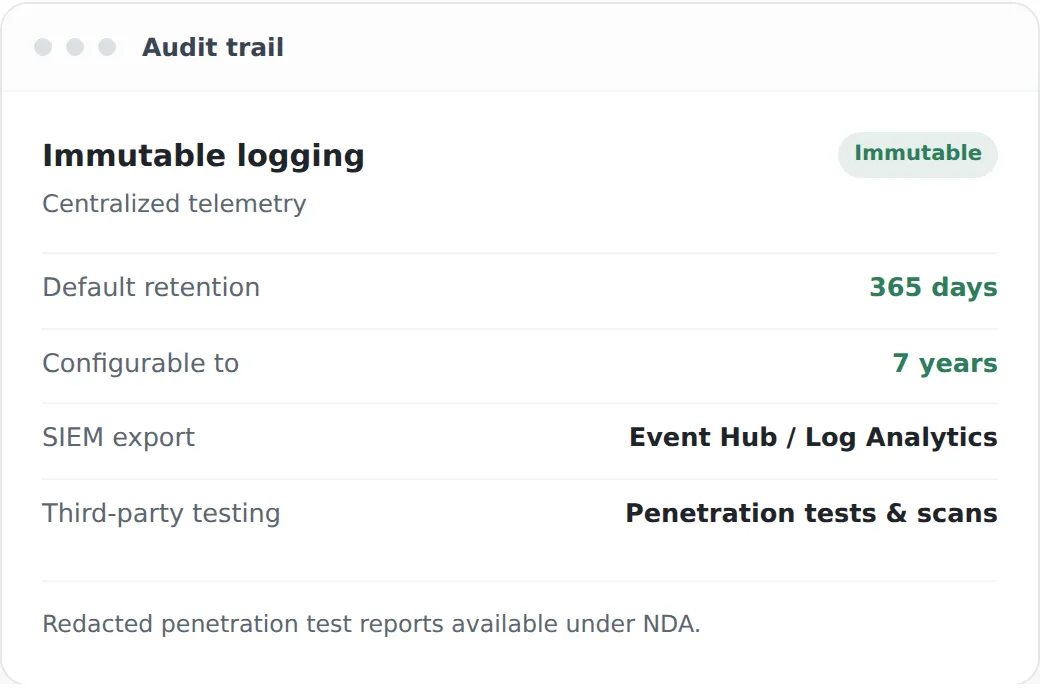 Audit trail
Immutable logging
Immutable
Centralized telemetry
Default retention 365 days
Configurable to 7 years
SIEM export Event Hub / Log Analytics
Third-party testing Penetration tests & scans
Redacted penetration test reports available under NDA.